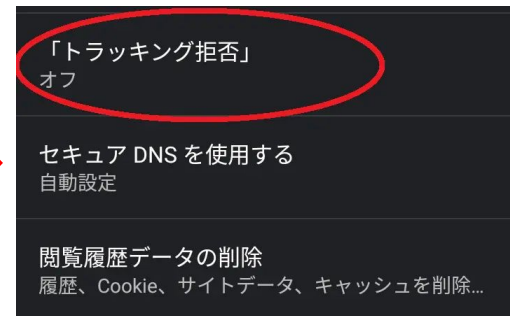 「トラッキング拒否」
オフ
セキュア DNS を使用する
自動設定
閲覧履歴データの削除
履歴、Cookie、サイトデータ、キャッシュを削除...